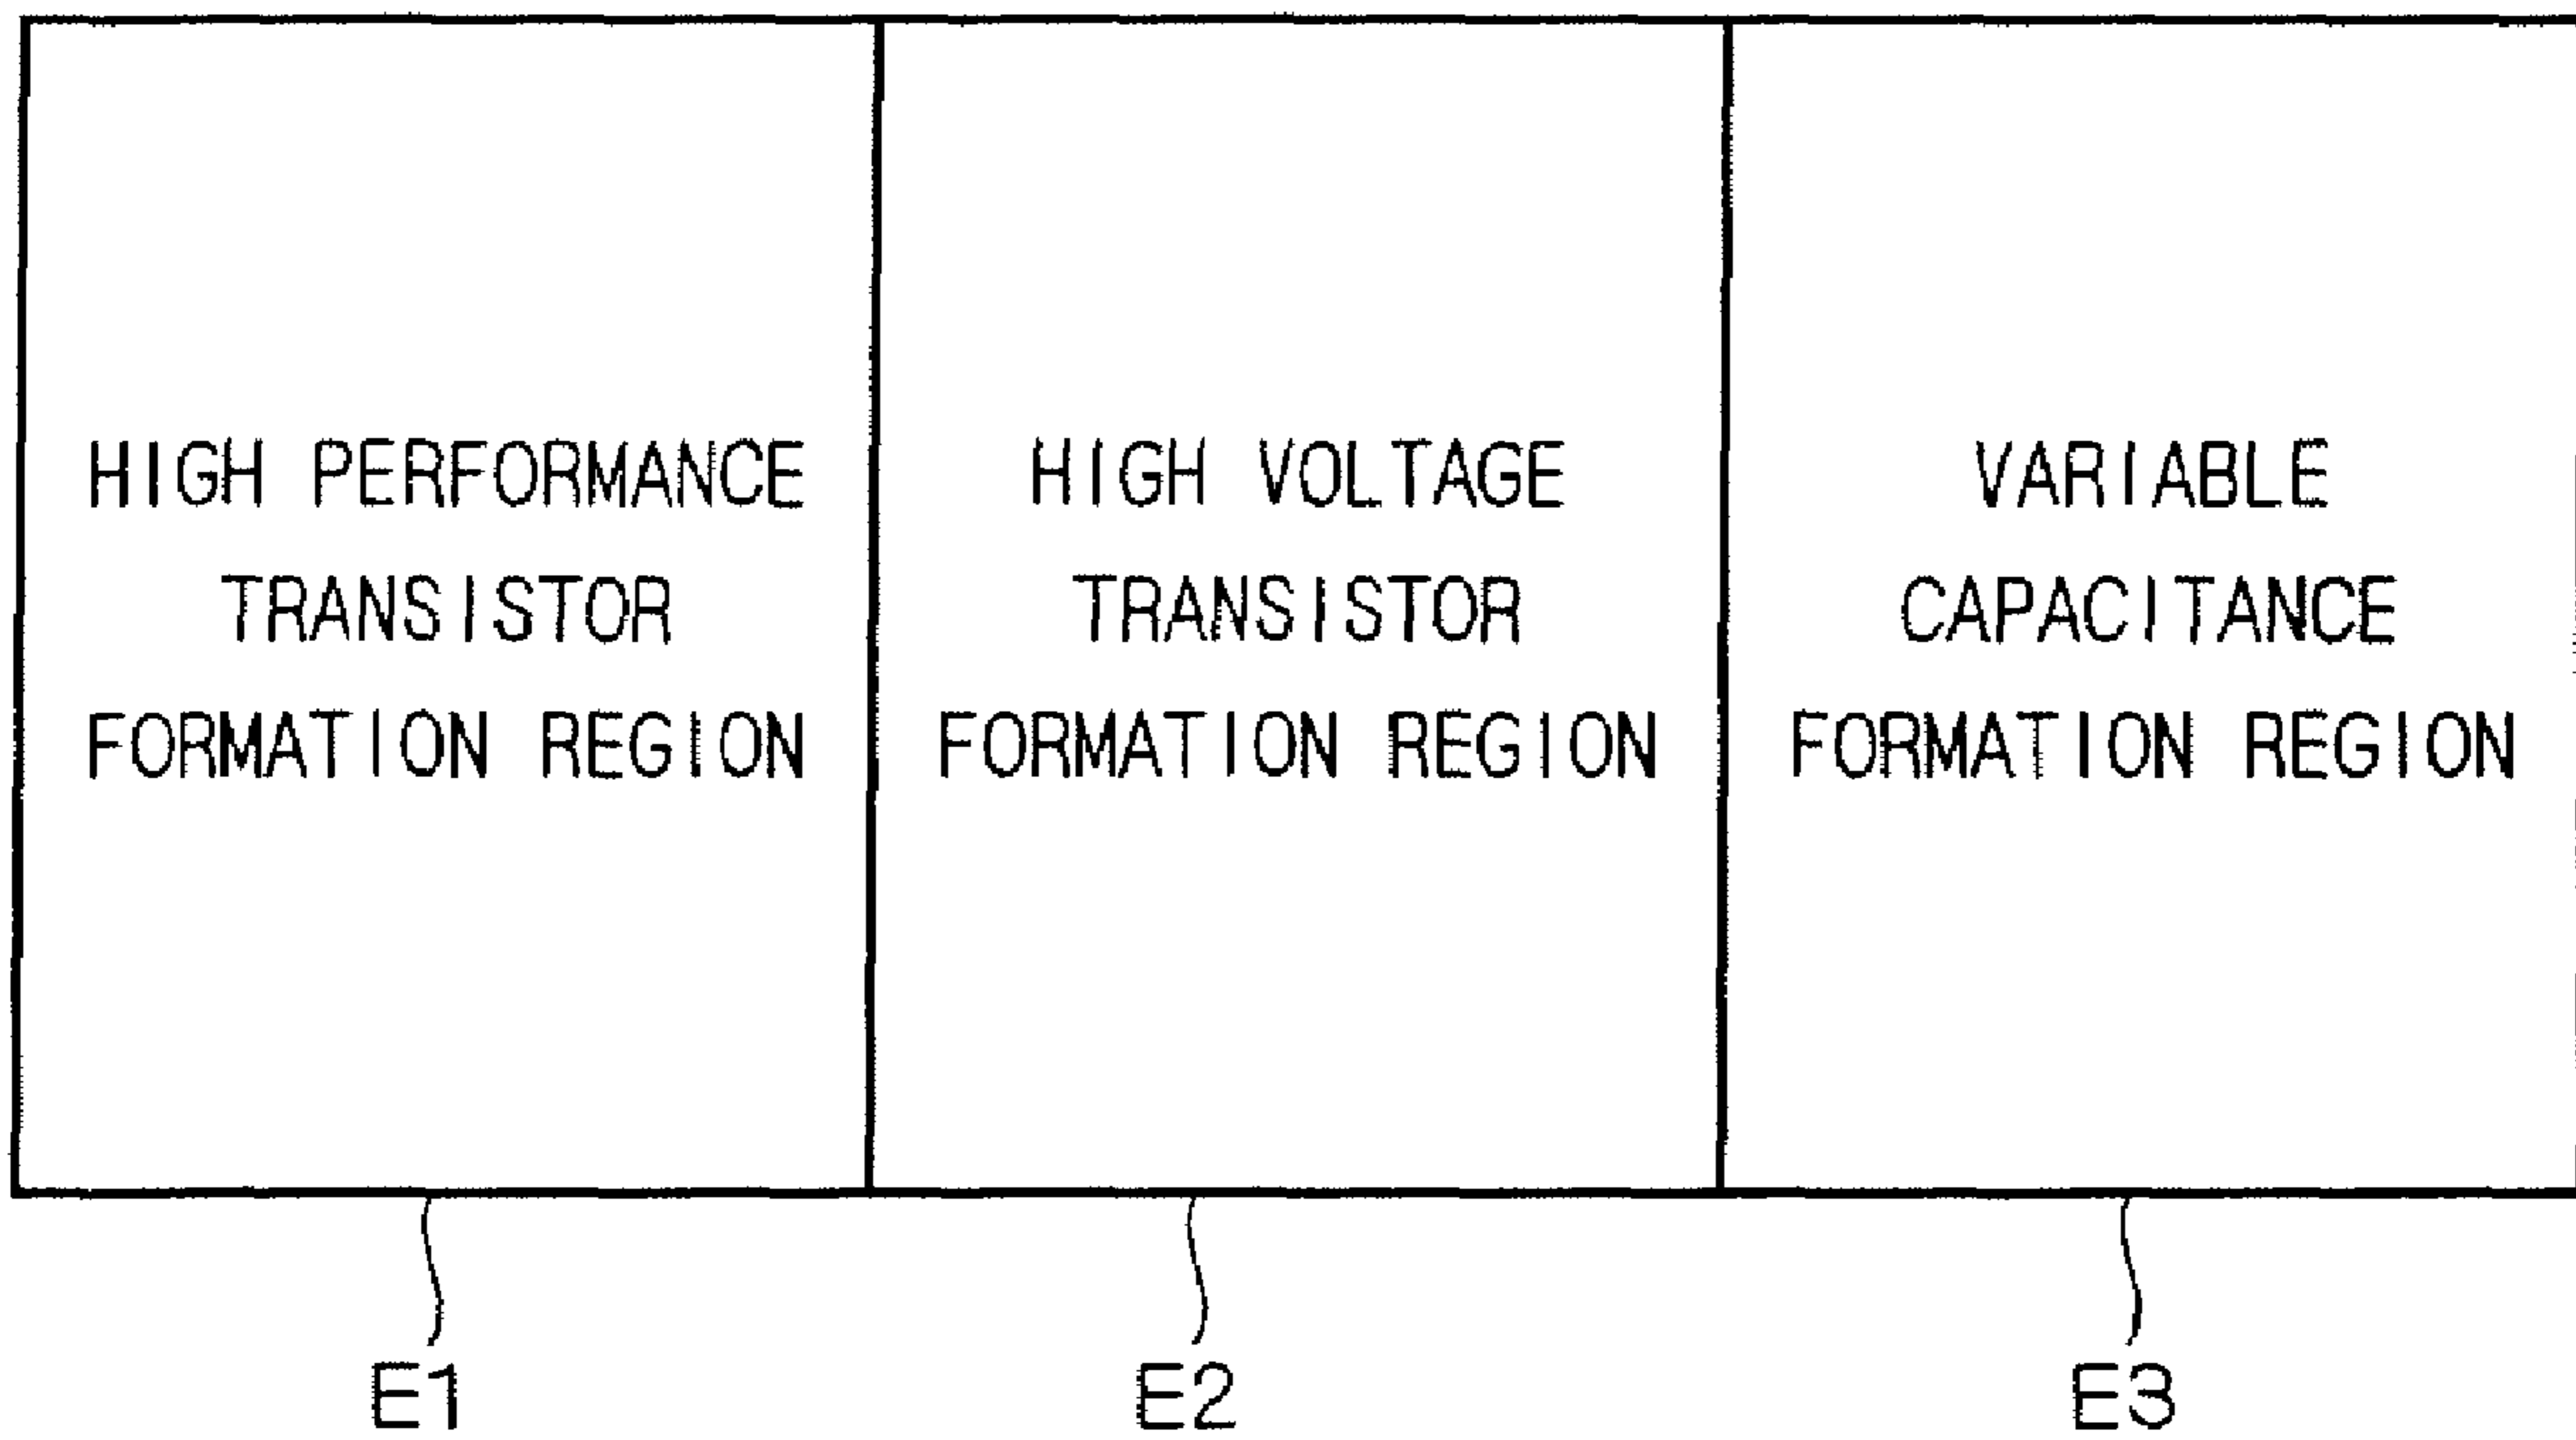 HIGH PERFORMANCE
TRANSISTOR
FORMATION REGION
HIGH VOLTAGE
TRANSISTOR
FORMATION REGION
VARIABLE
CAPACITANCE
FORMATION REGION
E1
E2
E3